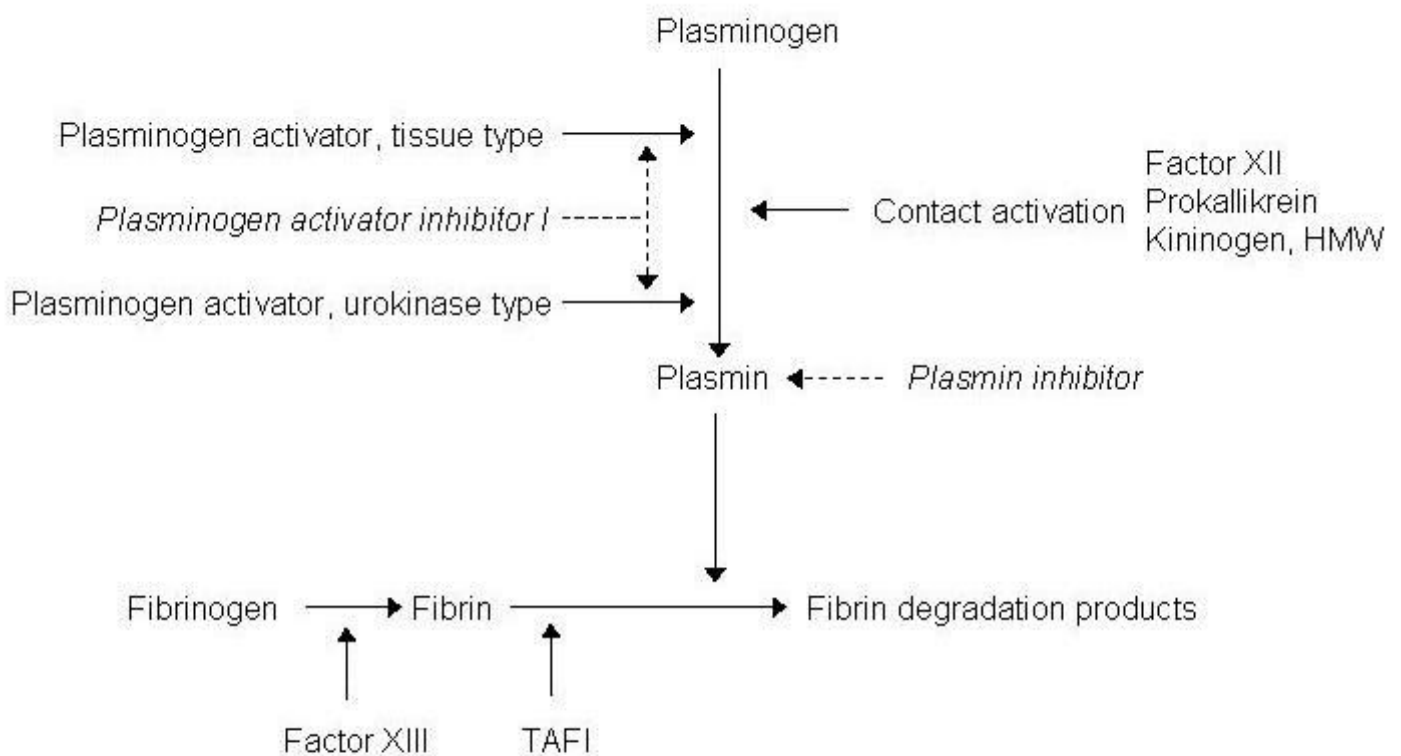 Plasminogen
Plasminogen activator, tissue type
Factor XII
Prokallikrein
Kininogen, HMW
Contact activation
Plasminogen activator inhibitor I
Plasminogen activator, urokinase type
Plasmin
Plasmin inhibitor
Fibrinogen
Fibrin
Fibrin degradation products
Factor XIII
TAFI